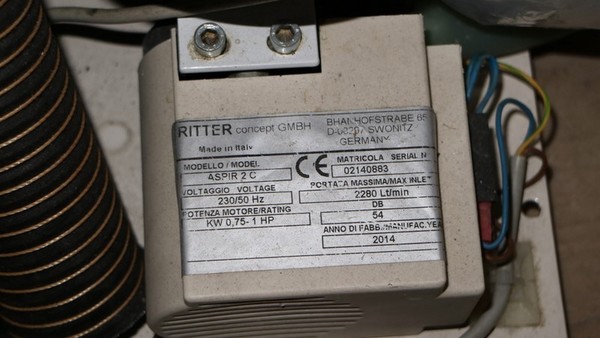 RITTER concept GMBH
BHANHOFSTRABE 65
GERMANY
Made in Italy
MODELLO / MODEL
ASPIR 2 C
CE
MATRICOLA SERIAL N
02140883
VOLTAGGIO VOLTAGE
230/50 Hz
PORTATA MASSIMA/MAX INLET
2280 Lt/min
POTENZA MOTORE/RATING
KW 0,75- 1 HP
DB
54
ANNO DI FABB./MANUFAC.YEA
2014